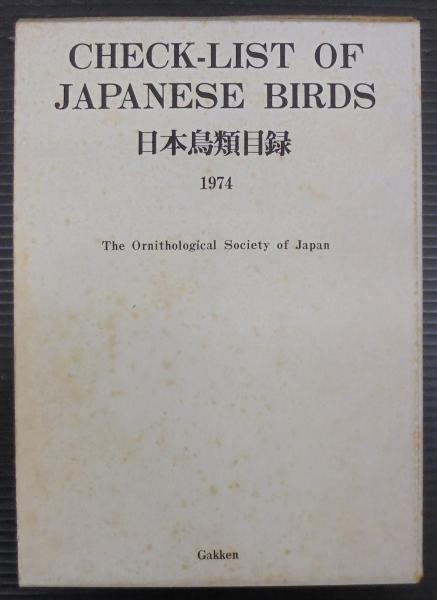 CHECK-LIST OF
JAPANESE BIRDS
日本鳥類目録
1974
The Ornithological Society of Japan
Gakken